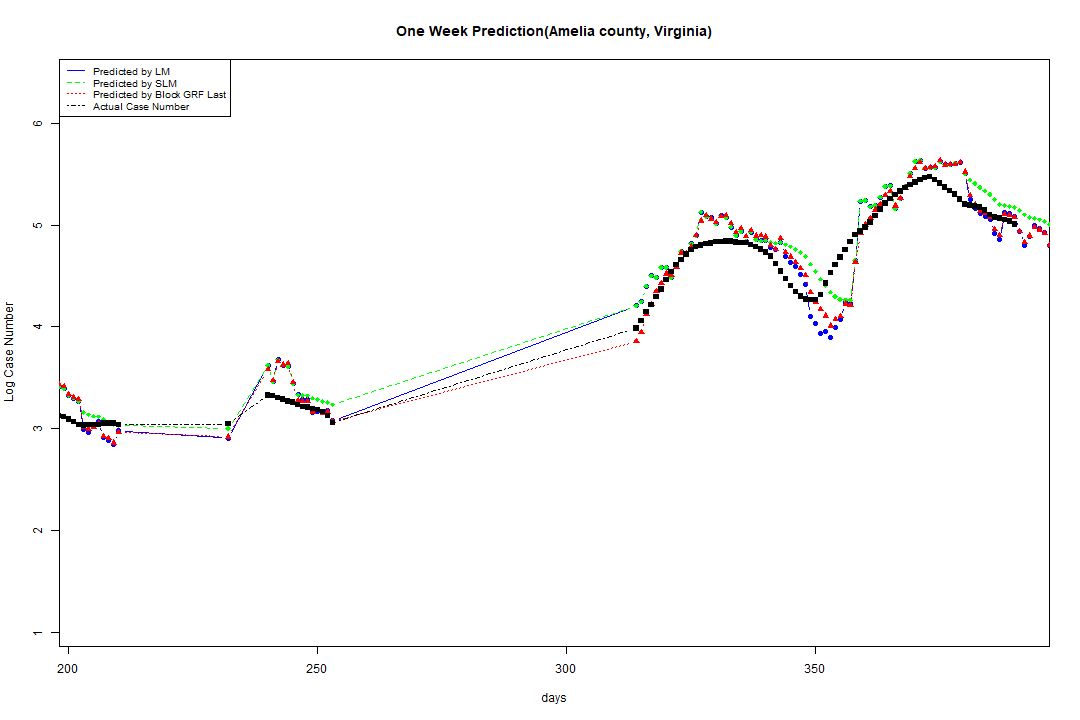 One Week Prediction(Amelia county, Virginia)
Predicted by LM
Predicted by SLM
Predicted by Block GRF Last
Actual Case Number
6
5
4
3
2
1
Log Case Number
200 250 300 350
days